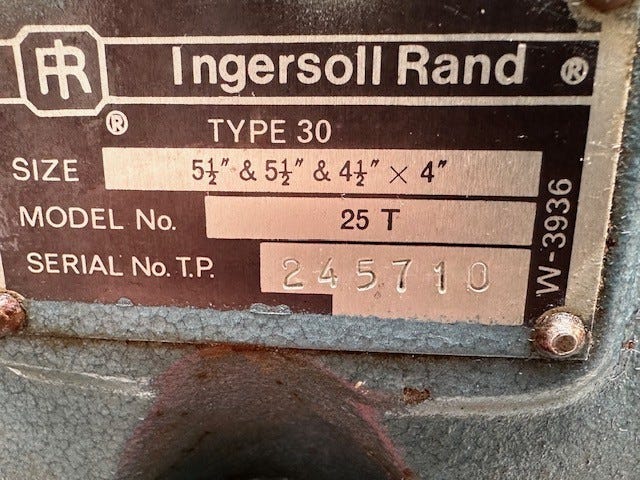 IR Ingersoll Rand ®
® TYPE 30
SIZE 5½" & 5½" & 4½" × 4"
MODEL No. 25 T
SERIAL No. T.P. 245710
W-3936